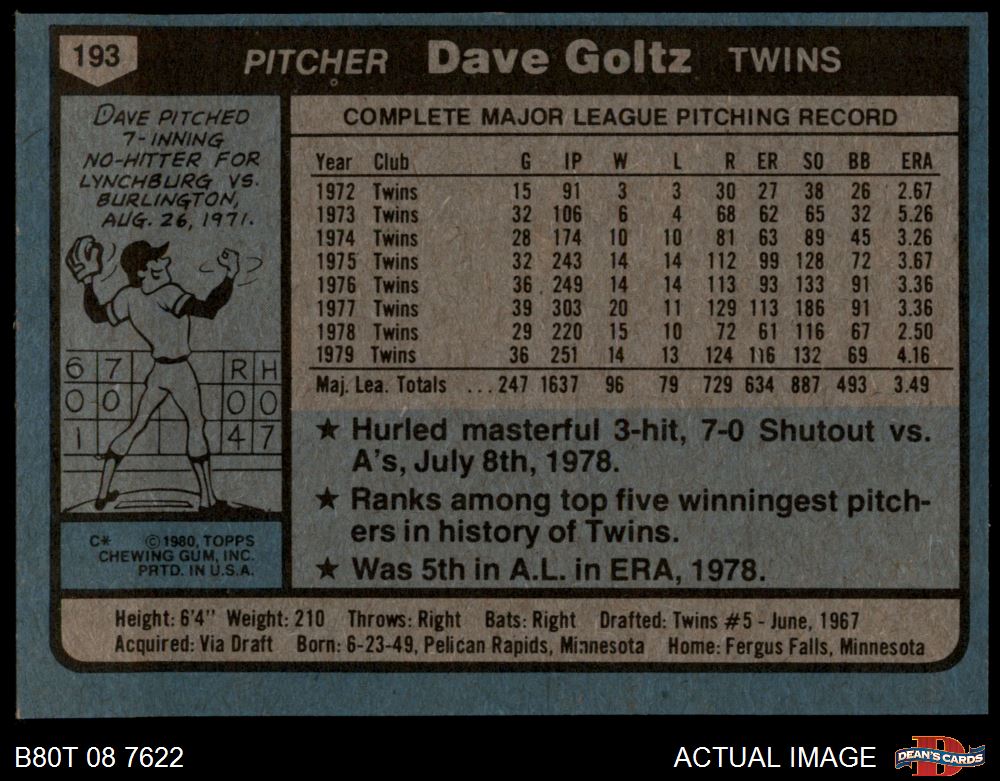 193
PITCHER Dave Goltz TWINS
DAVE PITCHED
7-INNING
NO-HITTER FOR
LYNCHBURG VS.
BURLINGTON,
AUG. 26, 1971.
6 7 R H
0 0 0 0
1 4 7
C* ©1980, TOPPS
CHEWING GUM, INC.
PRTD. IN U.S.A.
COMPLETE MAJOR LEAGUE PITCHING RECORD
Year Club G IP W L R ER SO BB ERA
1972 Twins 15 91 3 3 30 27 38 26 2.67
1973 Twins 32 106 6 4 68 62 65 32 5.26
1974 Twins 28 174 10 10 81 63 89 45 3.26
1975 Twins 32 243 14 14 112 99 128 72 3.67
1976 Twins 36 249 14 14 113 93 133 91 3.36
1977 Twins 39 303 20 11 129 113 186 91 3.36
1978 Twins 29 220 15 10 72 61 116 67 2.50
1979 Twins 36 251 14 13 124 116 132 69 4.16
Maj. Lea. Totals ...247 1637 96 79 729 634 887 493 3.49
★ Hurled masterful 3-hit, 7-0 Shutout vs.
A's, July 8th, 1978.
★ Ranks among top five winningest pitch-
ers in history of Twins.
★ Was 5th in A.L. in ERA, 1978.
Height: 6'4" Weight: 210 Throws: Right Bats: Right Drafted: Twins #5 - June, 1967
Acquired: Via Draft Born: 6-23-49, Pelican Rapids, Minnesota Home: Fergus Falls, Minnesota
B80T 08 7622
ACTUAL IMAGE
D
DEAN'S CARDS